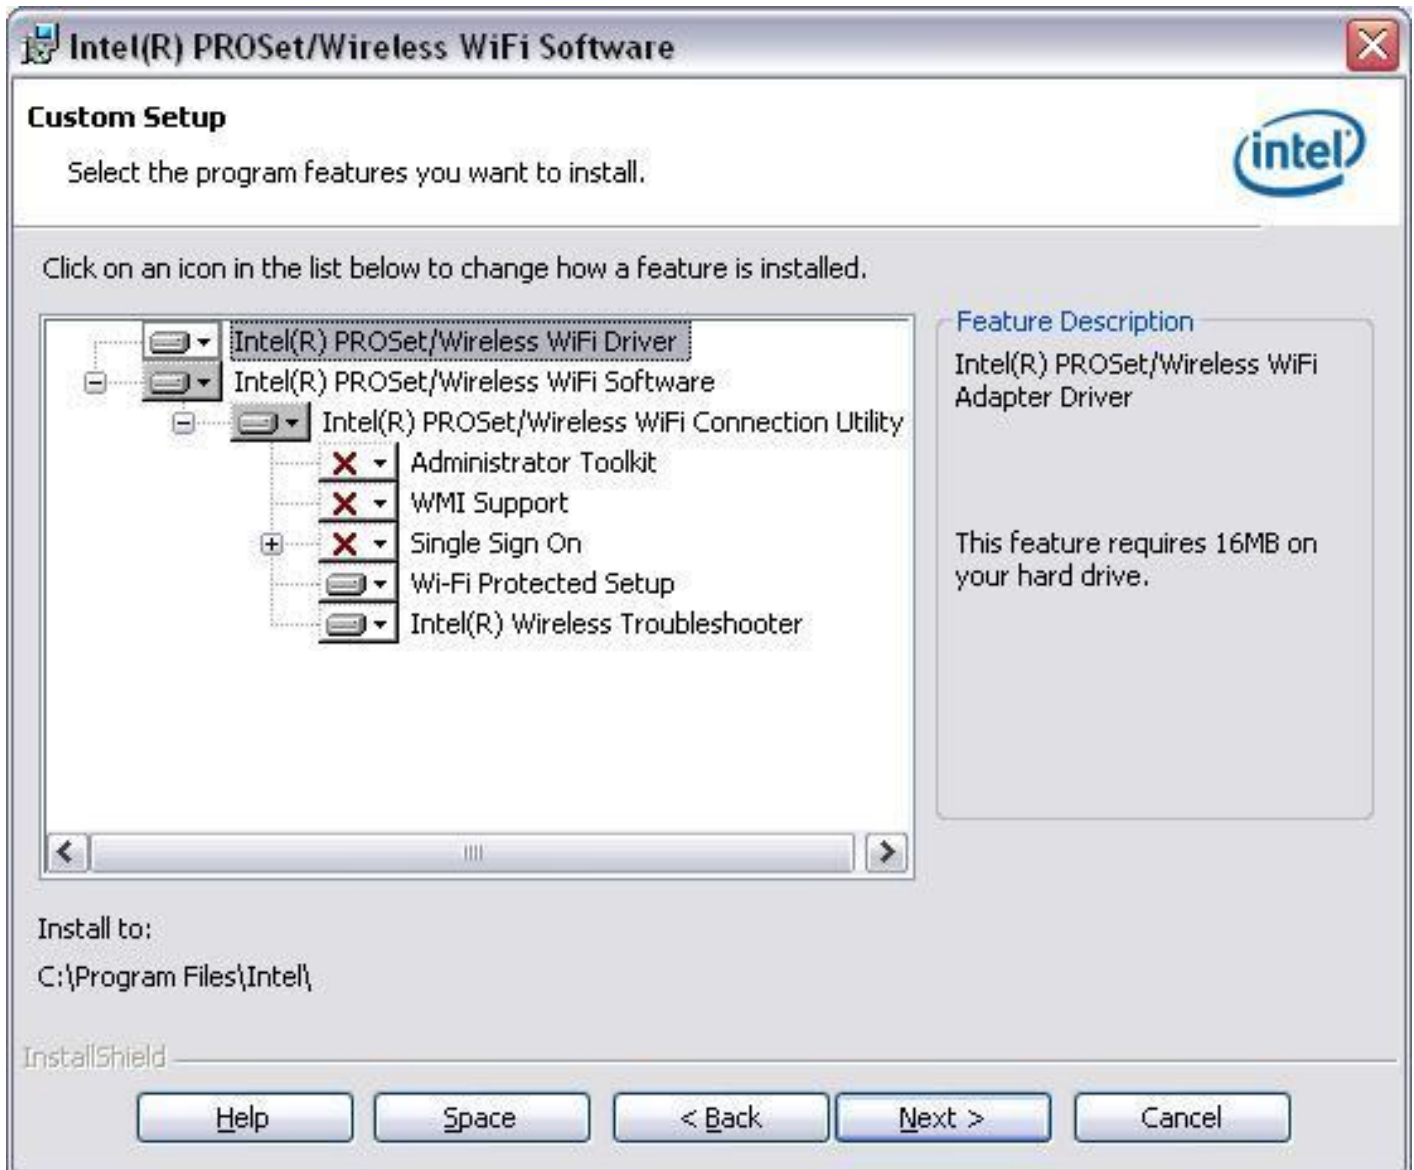 Intel(R) PROSet/Wireless WiFi Software
Custom Setup
Select the program features you want to install.
intel
Click on an icon in the list below to change how a feature is installed.
Intel(R) PROSet/Wireless WiFi Driver
Intel(R) PROSet/Wireless WiFi Software
Intel(R) PROSet/Wireless WiFi Connection Utility
Administrator Toolkit
WMI Support
Single Sign On
Wi-Fi Protected Setup
Intel(R) Wireless Troubleshooter
Feature Description
Intel(R) PROSet/Wireless WiFi
Adapter Driver
This feature requires 16MB on
your hard drive.
Install to:
C:\Program Files\Intel\
InstallShield
Help
Space
< Back
Next >
Cancel